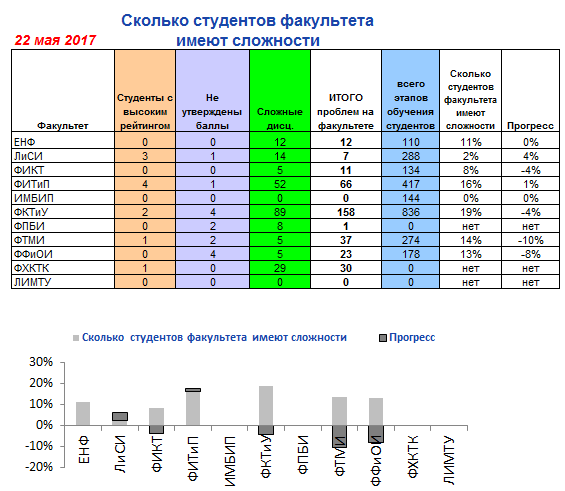 Сколько студентов факультета
имеют сложности
22 мая 2017
Факультет | Студенты с высоким рейтингом | Не утверждены баллы | Сложные дисц. | ИТОГО проблем на факультете | всего этапов обучения студентов | Сколько студентов факультета имеют сложности | Прогресс
ЕНФ 0 0 12 12 110 11% 0%
ЛиСИ 3 1 14 7 288 2% 4%
ФИКТ 0 0 5 11 134 8% -4%
ФИТиП 4 1 52 66 417 16% 1%
ИМБИП 0 0 0 0 144 0% 0%
ФКТиУ 2 4 89 158 836 19% -4%
ФПБИ 0 2 8 1 0 нет нет
ФТМИ 1 2 5 37 274 14% -10%
ФФиОИ 0 4 5 23 178 13% -8%
ФХКТК 1 0 29 30 0 нет нет
ЛИМТУ 0 0 0 0 0 нет нет
Сколько студентов факультета имеют сложности Прогресс
30%
20%
10%
0%
-10%
-20%
ЕНФ ЛиСИ ФИКТ ФИТиП ИМБИП ФКТиУ ФПБИ ФТМИ ФФиОИ ФХКТК ЛИМТУ